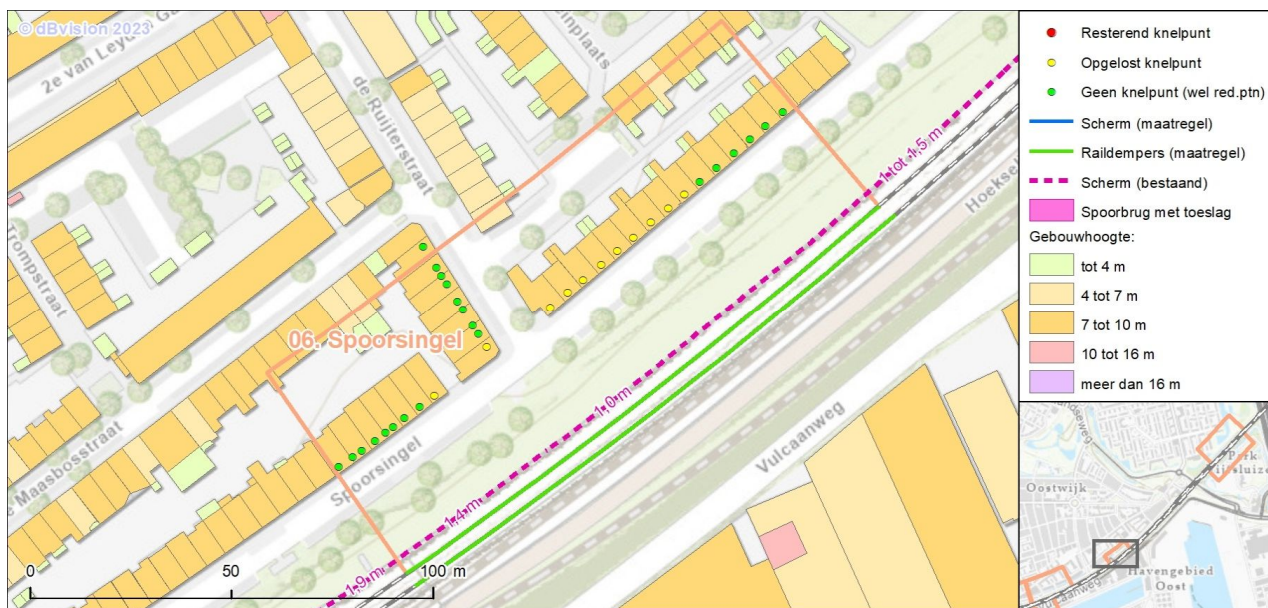 © dBvision 2023
2e van Leyde
de Ruijterstraat
einplaats
Trompstraat
06. Spoorsingel
e Maasbosstraat
Spoorsingel
Vulcaanweg
Hoeksel
1 tot 1,5 m
1,0 m
1,4 m
1,9 m
0 50 100 m
Resterend knelpunt
Opgelost knelpunt
Geen knelpunt (wel red.ptn)
Scherm (maatregel)
Raildempers (maatregel)
Scherm (bestaand)
Spoorbrug met toeslag
Gebouwhoogte:
tot 4 m
4 tot 7 m
7 tot 10 m
10 tot 16 m
meer dan 16 m
Oostwijk
Havengebied
Oost